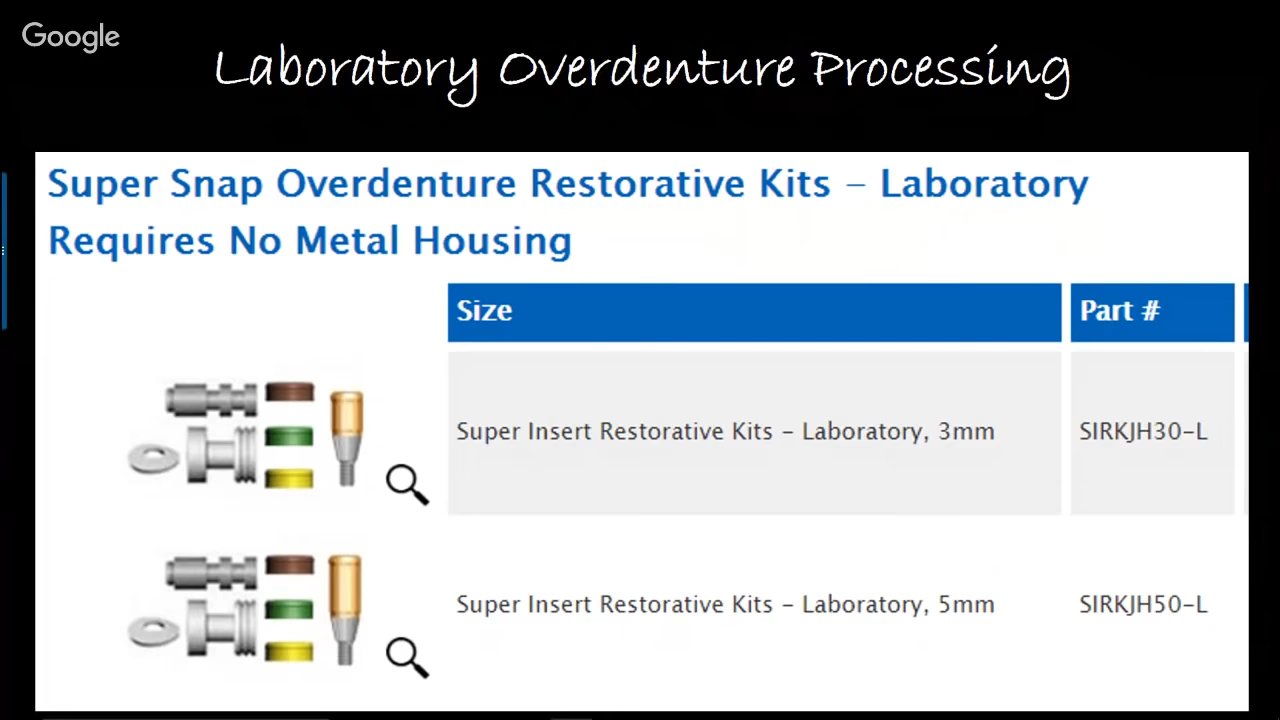 Google
Laboratory Overdenture Processing
Super Snap Overdenture Restorative Kits – Laboratory
Requires No Metal Housing
Size
Part #
Super Insert Restorative Kits – Laboratory, 3mm
SIRKJH30-L
Super Insert Restorative Kits – Laboratory, 5mm
SIRKJH50-L